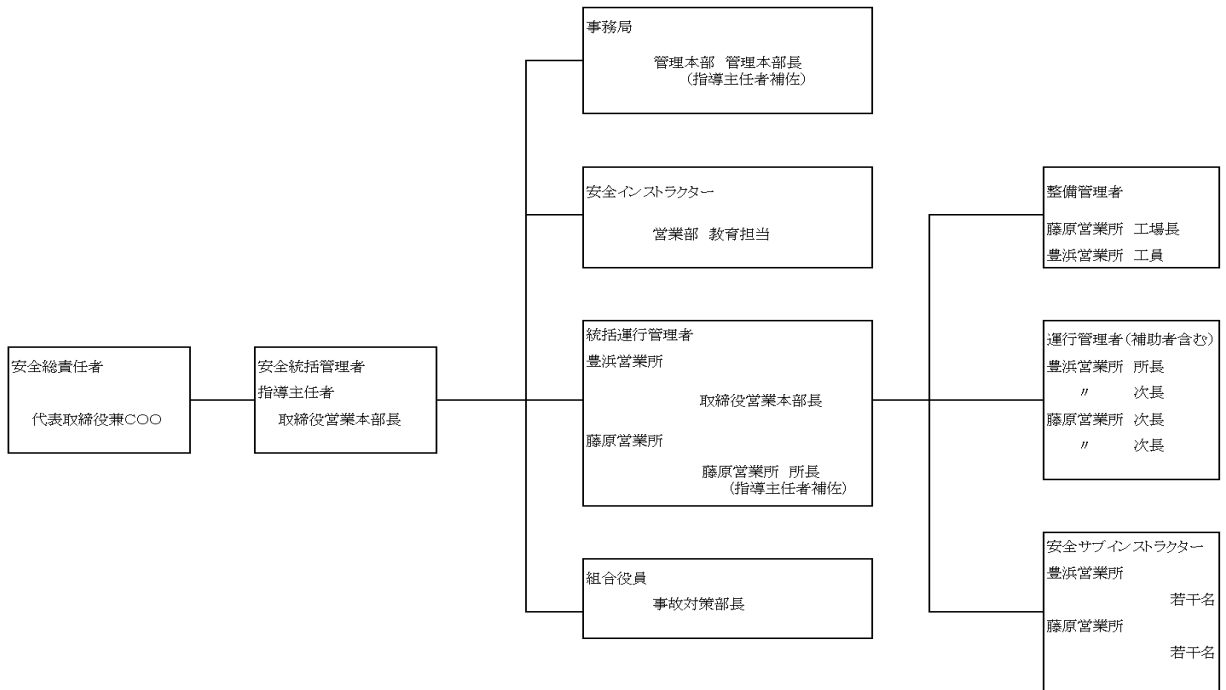 安全総責任者
代表取締役兼COO
安全統括管理者
指導主任者
取締役営業本部長
事務局
管理本部 管理本部長
(指導主任者補佐)
安全インストラクター
営業部 教育担当
統括運行管理者
豊浜営業所
取締役営業本部長
藤原営業所
藤原営業所 所長
(指導主任者補佐)
組合役員
事故対策部長
整備管理者
藤原営業所 工場長
豊浜営業所 工員
運行管理者(補助者含む)
豊浜営業所 所長
〃 次長
藤原営業所 次長
〃 次長
安全サブインストラクター
豊浜営業所
若干名
藤原営業所
若干名